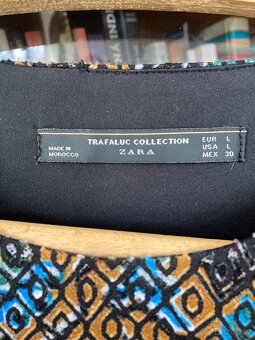 TRAFALUC COLLECTION
ZARA
MADE IN
MOROCCO
EUR L
USA L
MEX 30